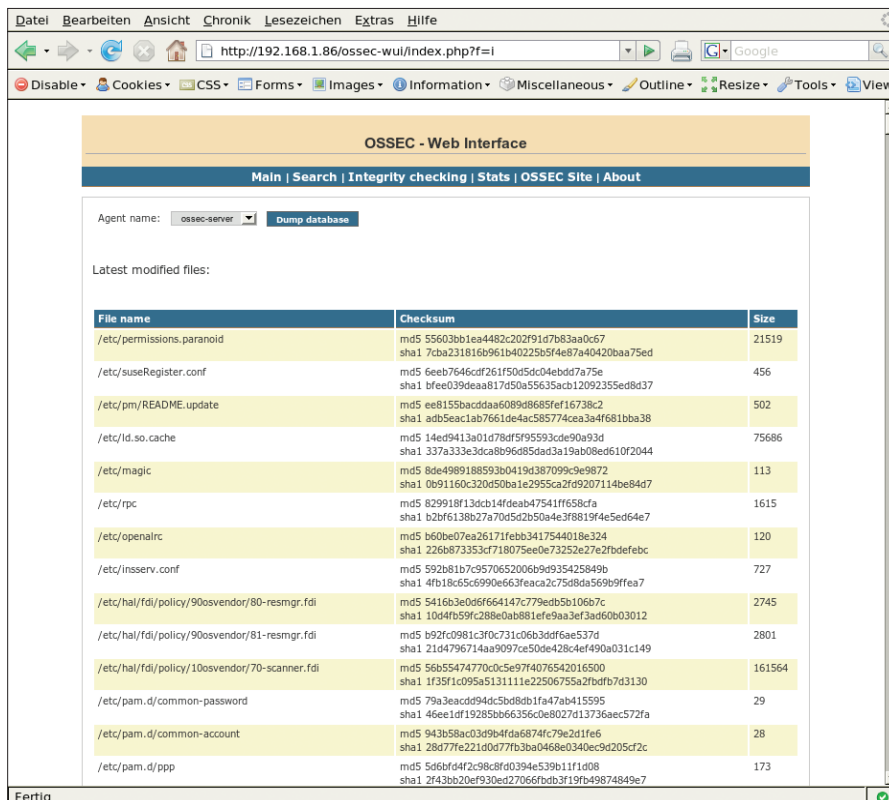 Datei Bearbeiten Ansicht Chronik Lesezeichen Extras Hilfe
http://192.168.1.86/ossec-wui/index.php?f=i
G Google
Disable Cookies CSS Forms Images Information Miscellaneous Outline Resize Tools View
OSSEC - Web Interface
Main | Search | Integrity checking | Stats | OSSEC Site | About
Agent name: ossec-server Dump database
Latest modified files:
File name Checksum Size
/etc/permissions.paranoid md5 55603bb1ea4482c202f91d7b83aa0c67 21519
sha1 7cba231816b961b40225b5f4e87a40420baa75ed
/etc/suseRegister.conf md5 6eeb7646cdf261f50d5dc04ebdd7a75e 456
sha1 bfee039deaa817d50a55635acb12092355ed8d37
/etc/pm/README.update md5 ee8155bacddaa6089d8685fef16738c2 502
sha1 adb5eac1ab7661de4ac585774cea3a4f681bba38
/etc/ld.so.cache md5 14ed9413a01d78df5f95593cde90a93d 75686
sha1 337a333e3dca8b96d85dad3a19ab08ed610f2044
/etc/magic md5 8de4989188593b0419d387099c9e9872 113
sha1 0b91160c320d50ba1e2955ca2fd9207114be84d7
/etc/rpc md5 829918f13dcb14fdeab47541ff658cfa 1615
sha1 b2bf6138b27a70d5d2b50a4e3f8819f4e5ed64e7
/etc/openalrc md5 b60be07ea26171febb3417544018e324 120
sha1 226b873353cf718075ee0e73252e27e2fbdefebc
/etc/insserv.conf md5 592b81b7c9570652006b9d935425849b 727
sha1 4fb18c65c6990e663feaca2c75d8da569b9ffea7
/etc/hal/fdi/policy/90osvendor/80-resmgr.fdi md5 5416b3e0d6f664147c779edb5b106b7c 2745
sha1 10d4fb59fc288e0ab881efe9aa3ef3ad60b03012
/etc/hal/fdi/policy/90osvendor/81-resmgr.fdi md5 b92fc0981c3f0c731c06b3ddf6ae537d 2801
sha1 21d4796714aa9097ce50de428c4ef490a031c149
/etc/hal/fdi/policy/10osvendor/70-scanner.fdi md5 56b55474770c0c5e97f4076542016500 161564
sha1 1f35f1c095a5131111e22506755a2fbdfb7d3130
/etc/pam.d/common-password md5 79a3eacdd94dc5bd8db1fa47ab415595 29
sha1 46ee1df19285bb66356c0e8027d13736aec572fa
/etc/pam.d/common-account md5 943b58ac03d9b4fda6874fc79e2d1fe6 28
sha1 28d77fe221d0d77fb3ba0468e0340ec9d205cf2c
/etc/pam.d/ppp md5 5d6bfd4f2c98c8fd0394e539b11f1d08 173
sha1 2f43bb20ef930ed27066fbdb3f19fb49874849e7
Fertig